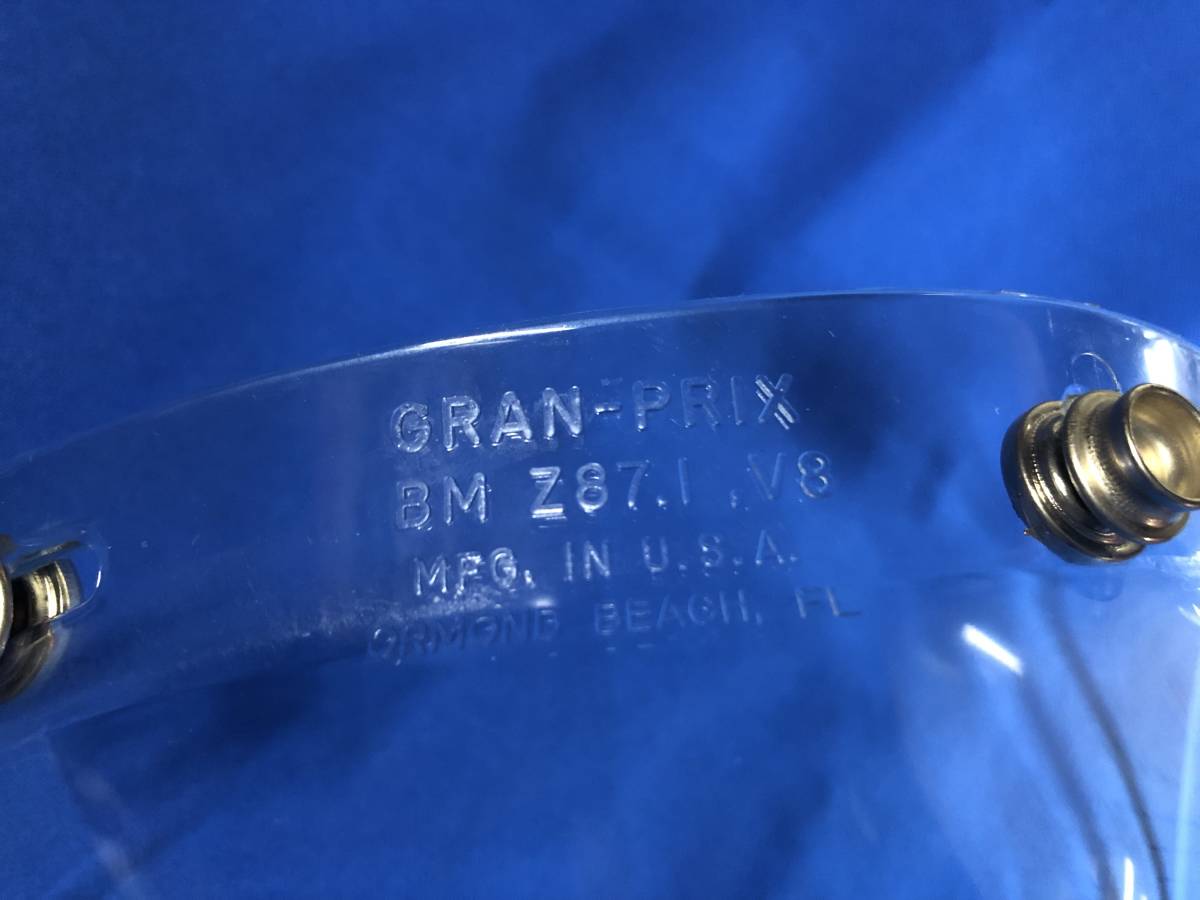 GRAN-PRIX
BM Z87.1 .V8
MFG. IN U.S.A.
ORMOND BEACH, FL